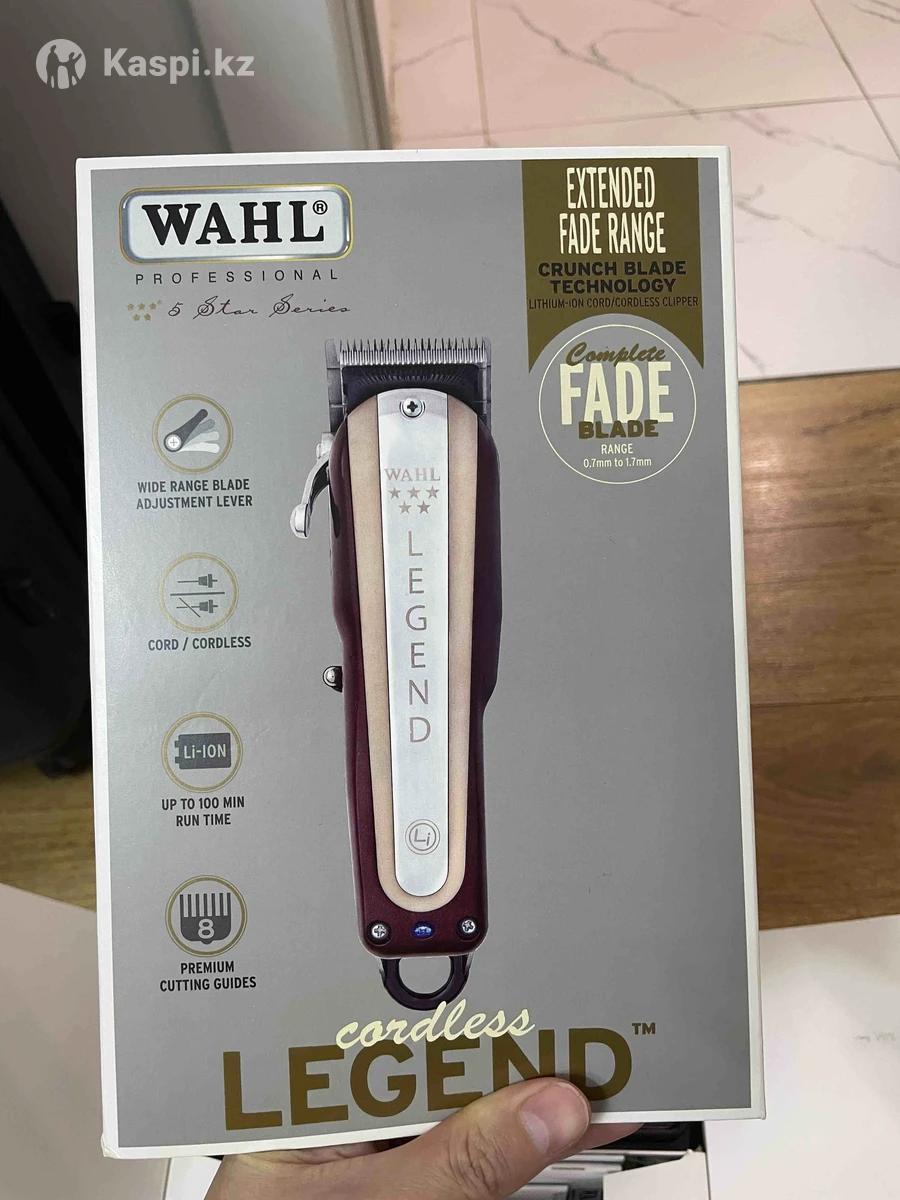 Kaspi.kz
WAHL®
PROFESSIONAL
5 Star Series
EXTENDED
FADE RANGE
CRUNCH BLADE
TECHNOLOGY
LITHIUM-ION CORD/CORDLESS CLIPPER
Complete
FADE
BLADE
RANGE
0.7mm to 1.7mm
WIDE RANGE BLADE
ADJUSTMENT LEVER
CORD / CORDLESS
Li-ION
UP TO 100 MIN
RUN TIME
8
PREMIUM
CUTTING GUIDES
WAHL
LEGEND
Li
cordless
LEGEND™